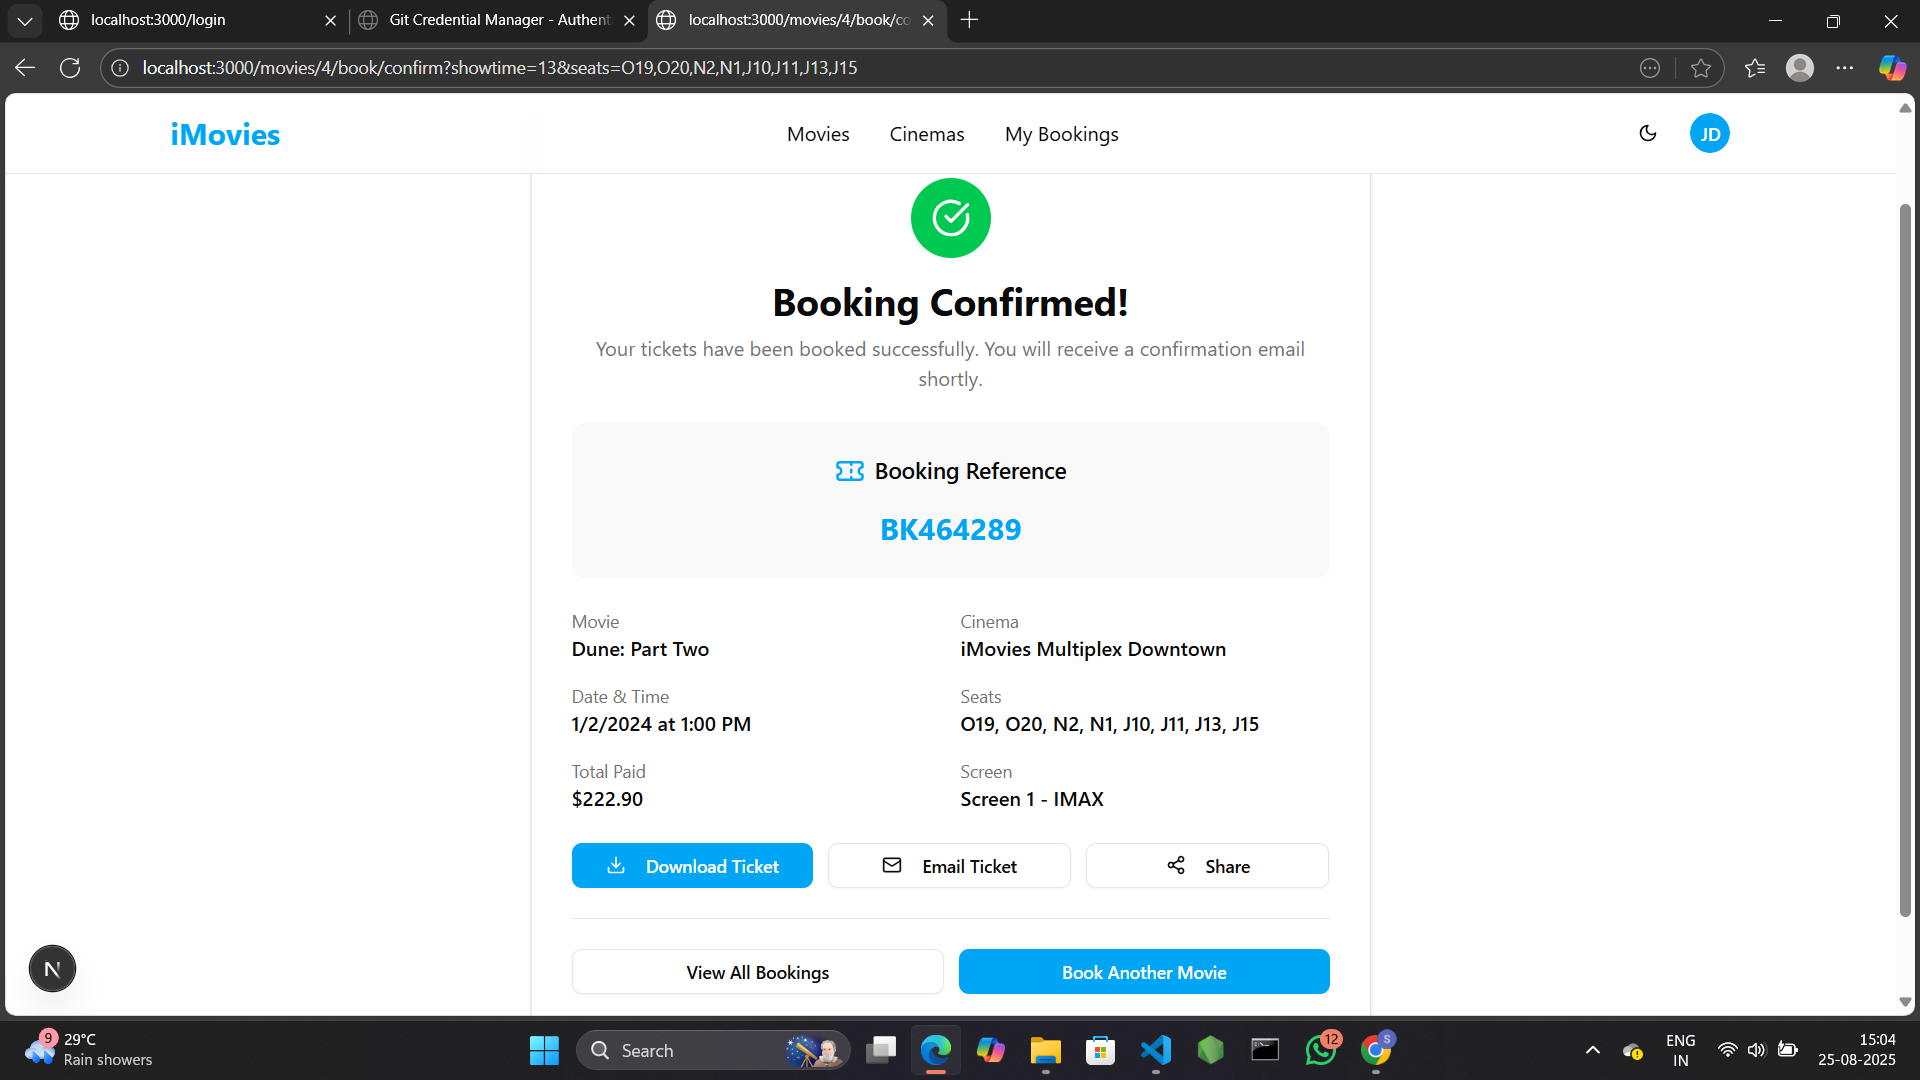 localhost:3000/login
Git Credential Manager - Authent
localhost:3000/movies/4/book/co
localhost:3000/movies/4/book/confirm?showtime=13&seats=O19,O20,N2,N1,J10,J11,J13,J15
iMovies
Movies
Cinemas
My Bookings
JD
Booking Confirmed!
Your tickets have been booked successfully. You will receive a confirmation email
shortly.
Booking Reference
BK464289
Movie
Dune: Part Two
Cinema
iMovies Multiplex Downtown
Date & Time
1/2/2024 at 1:00 PM
Seats
O19, O20, N2, N1, J10, J11, J13, J15
Total Paid
$222.90
Screen
Screen 1 - IMAX
Download Ticket
Email Ticket
Share
View All Bookings
Book Another Movie
N
9
29°C
Rain showers
Search
12
S
ENG
IN
15:04
25-08-2025